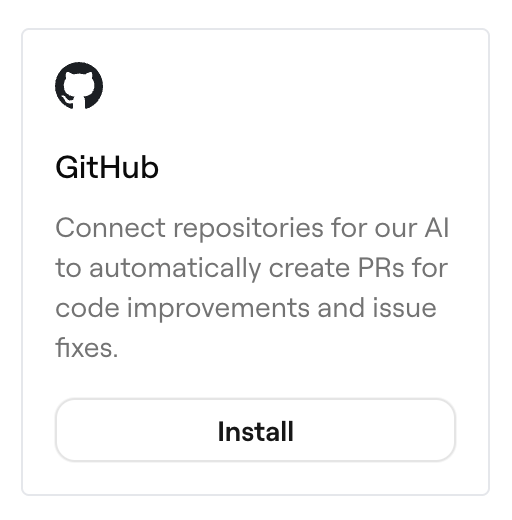 GitHub
Connect repositories for our AI
to automatically create PRs for
code improvements and issue
fixes.
Install